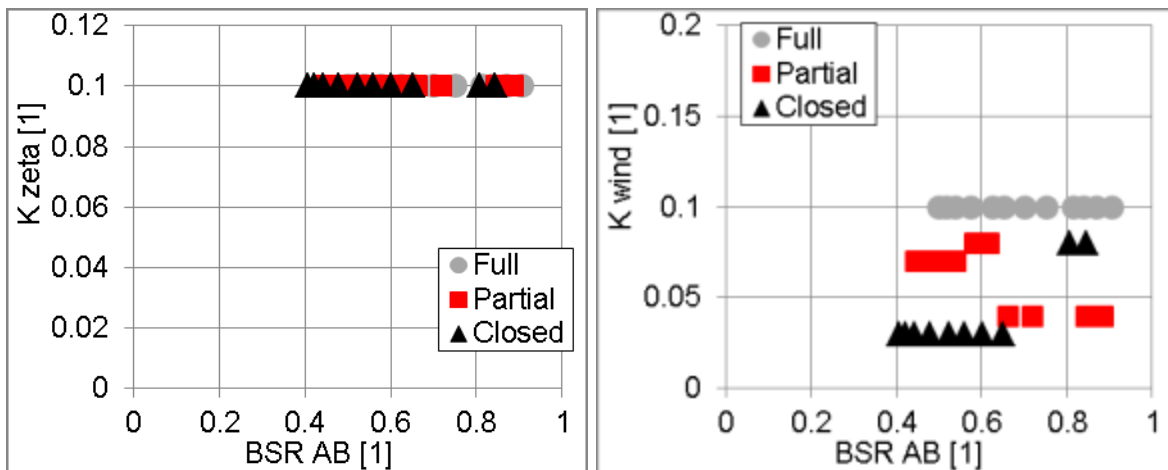 K zeta [1]
0.12
0.1
0.08
0.06
0.04
0.02
0
Full
Partial
Closed
0 0.2 0.4 0.6 0.8 1
BSR AB [1]
K wind [1]
0.2
0.15
0.1
0.05
0
Full
Partial
Closed
0 0.2 0.4 0.6 0.8 1
BSR AB [1]